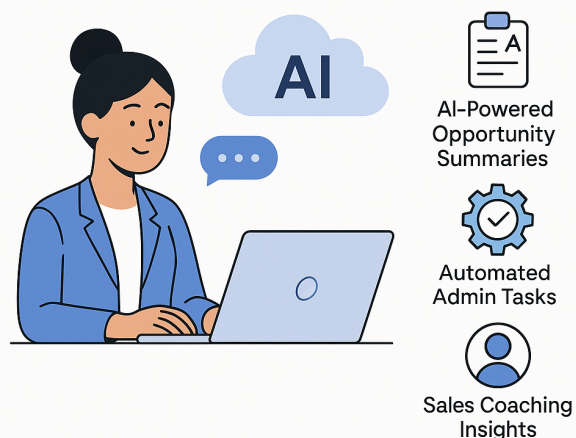 AI
A
AI-Powered
Opportunity
Summaries
Automated
Admin Tasks
Sales Coaching
Insights